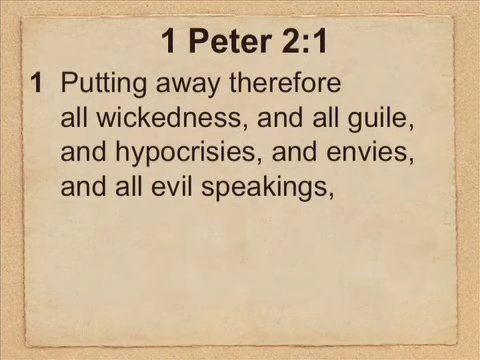 1 Peter 2:1
1 Putting away therefore
all wickedness, and all guile,
and hypocrisies, and envies,
and all evil speakings,